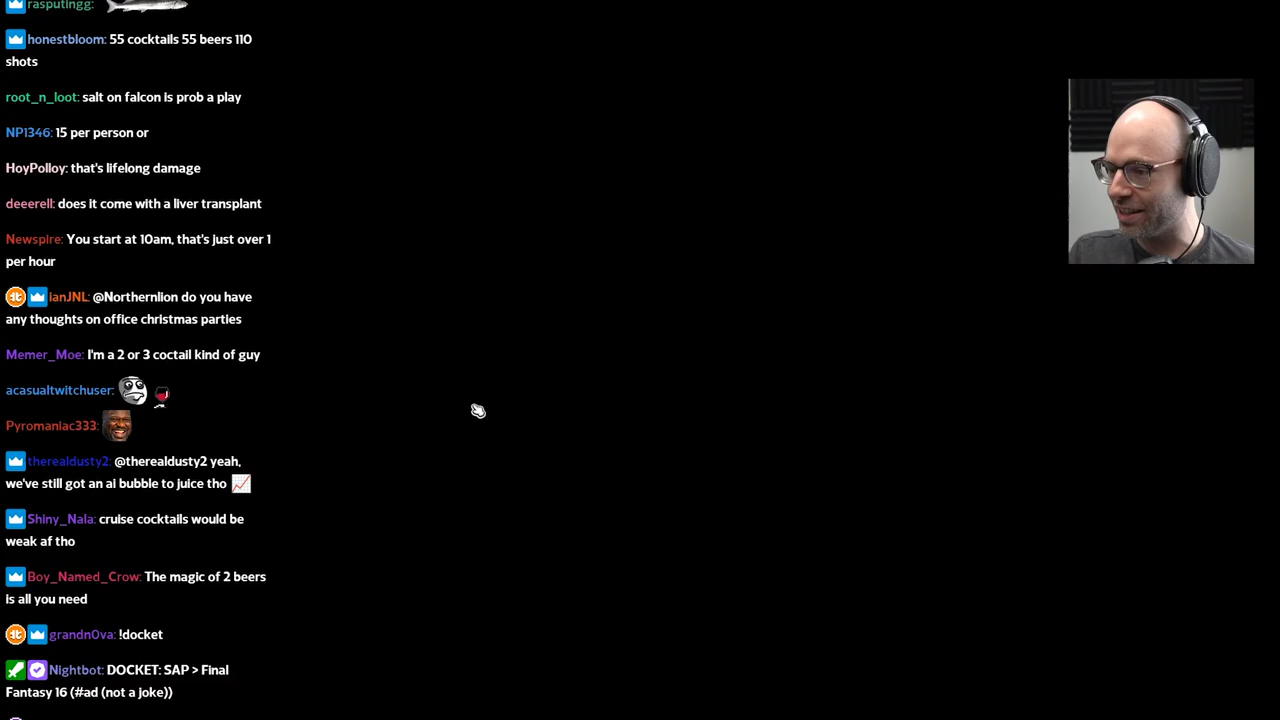 rasputingg:
honestbloom: 55 cocktails 55 beers 110
shots
root_n_loot: salt on falcon is prob a play
NP1346: 15 per person or
HoyPolloy: that's lifelong damage
deeerell: does it come with a liver transplant
Newspire: You start at 10am, that's just over 1
per hour
ianJNL: @Northernlion do you have
any thoughts on office christmas parties
Memer_Moe: I'm a 2 or 3 coctail kind of guy
acasualtwitchuser:
Pyromaniac333:
therealdusty2: @therealdusty2 yeah,
we've still got an ai bubble to juice tho
Shiny_Nala: cruise cocktails would be
weak af tho
Boy_Named_Crow: The magic of 2 beers
is all you need
grandn0va: !docket
Nightbot: DOCKET: SAP > Final
Fantasy 16 (#ad (not a joke))